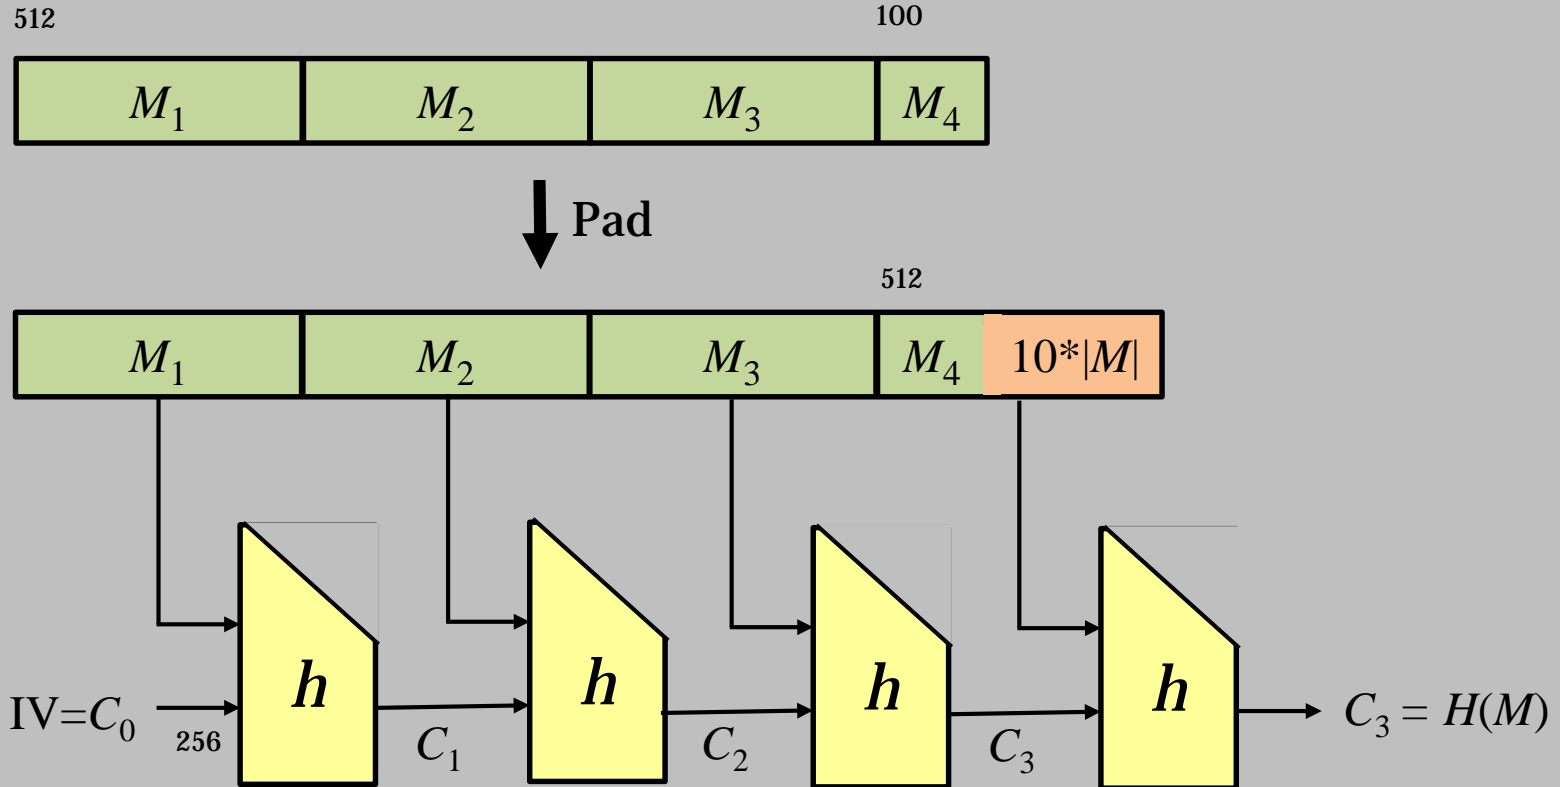 512 100
M₁ M₂ M₃ M₄
Pad
512
M₁ M₂ M₃ M₄ 10*|M|
h h h h
IV=C₀ 256 C₁ C₂ C₃ C₃ = H(M)